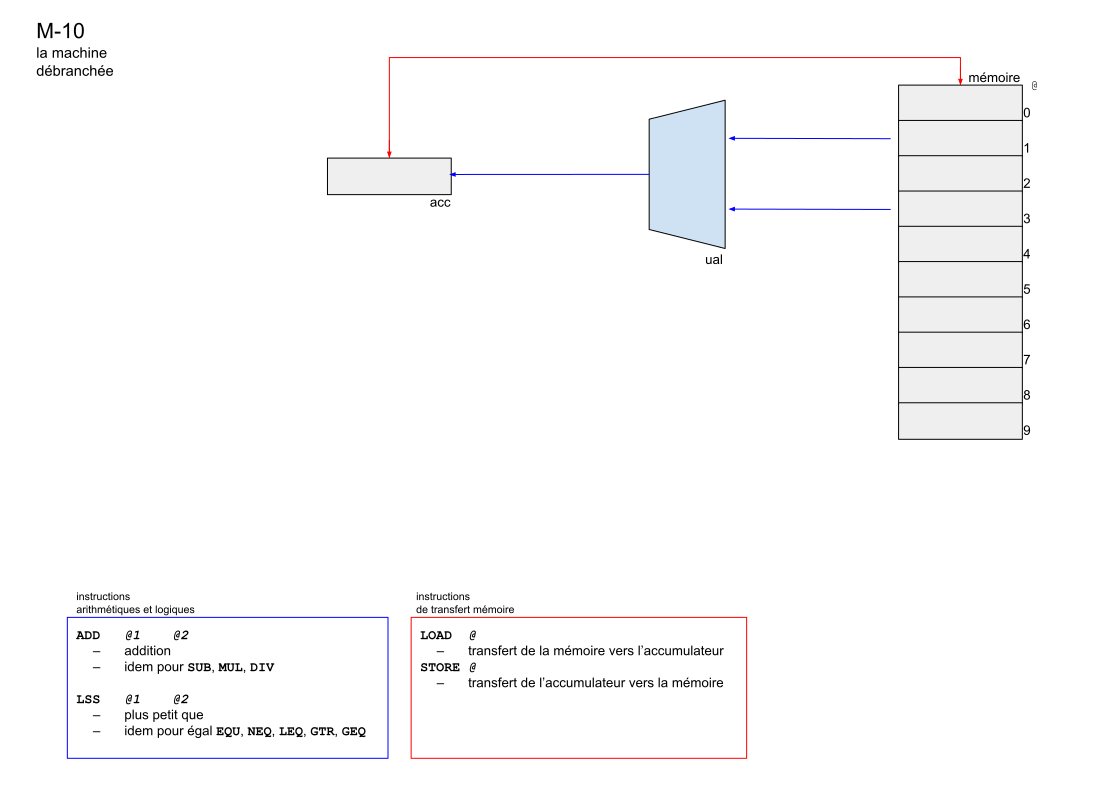 M-10
la machine
débranchée
mémoire
@
0
1
2
3
4
5
6
7
8
9
acc
ual
instructions
arithmétiques et logiques
ADD @1 @2
– addition
– idem pour SUB, MUL, DIV
LSS @1 @2
– plus petit que
– idem pour égal EQU, NEQ, LEQ, GTR, GEQ
instructions
de transfert mémoire
LOAD @
– transfert de la mémoire vers l'accumulateur
STORE @
– transfert de l'accumulateur vers la mémoire